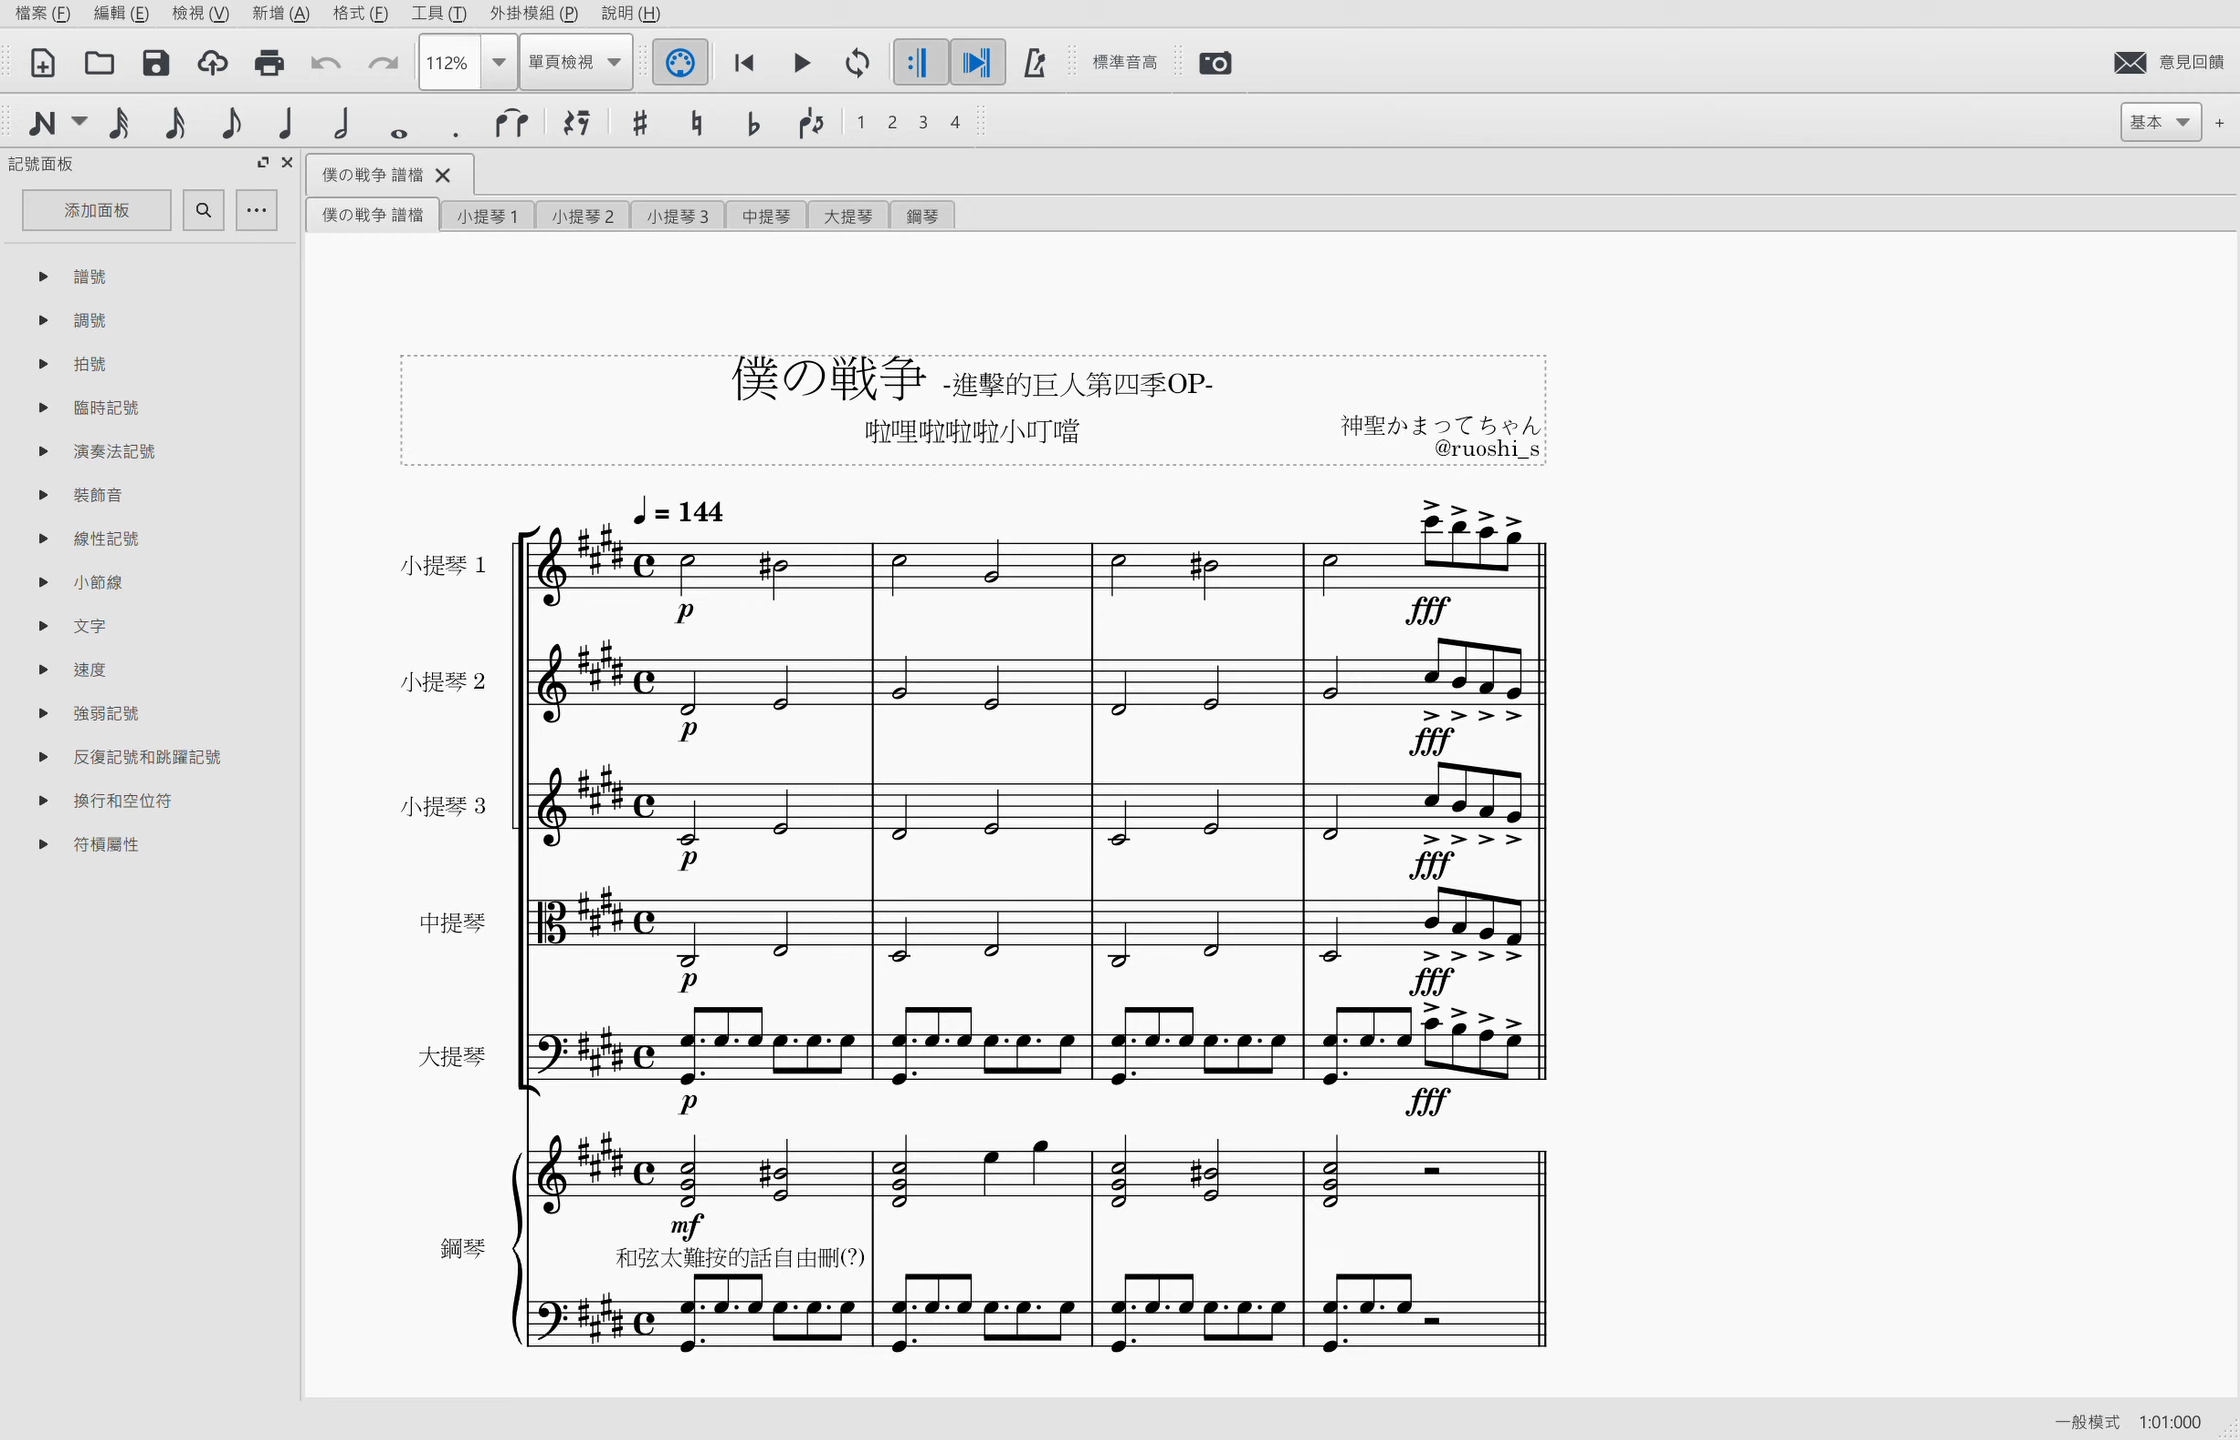 檔案 (F) 編輯 (E) 檢視 (V) 新增 (A) 格式 (F) 工具 (T) 外掛模組 (P) 說明 (H)
112% 單頁檢視 標準音高 意見回饋
1 2 3 4 基本 +
記號面板
添加面板
譜號
調號
拍號
臨時記號
演奏法記號
裝飾音
線性記號
小節線
文字
速度
強弱記號
反復記號和跳躍記號
換行和空位符
符槓屬性
僕の戦争 譜檔
僕の戦争 譜檔 小提琴 1 小提琴 2 小提琴 3 中提琴 大提琴 鋼琴
僕の戦争 -進擊的巨人第四季OP-
啦哩啦啦啦小叮噹
神聖かまってちゃん
@ruoshi_s
= 144
小提琴 1
p fff
小提琴 2
p fff
小提琴 3
p fff
中提琴
p fff
大提琴
p fff
鋼琴
mf
和弦太難按的話自由刪(?)
一般模式 1:01:000